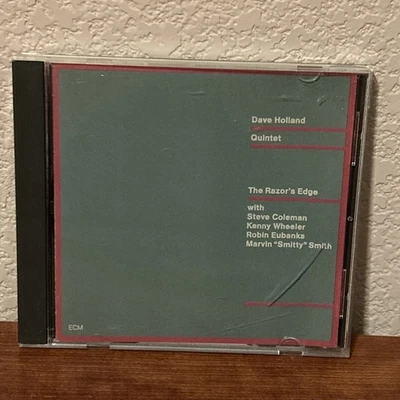 Dave Holland
Quintet
The Razor's Edge
with
Steve Coleman
Kenny Wheeler
Robin Eubanks
Marvin "Smitty" Smith
ECM